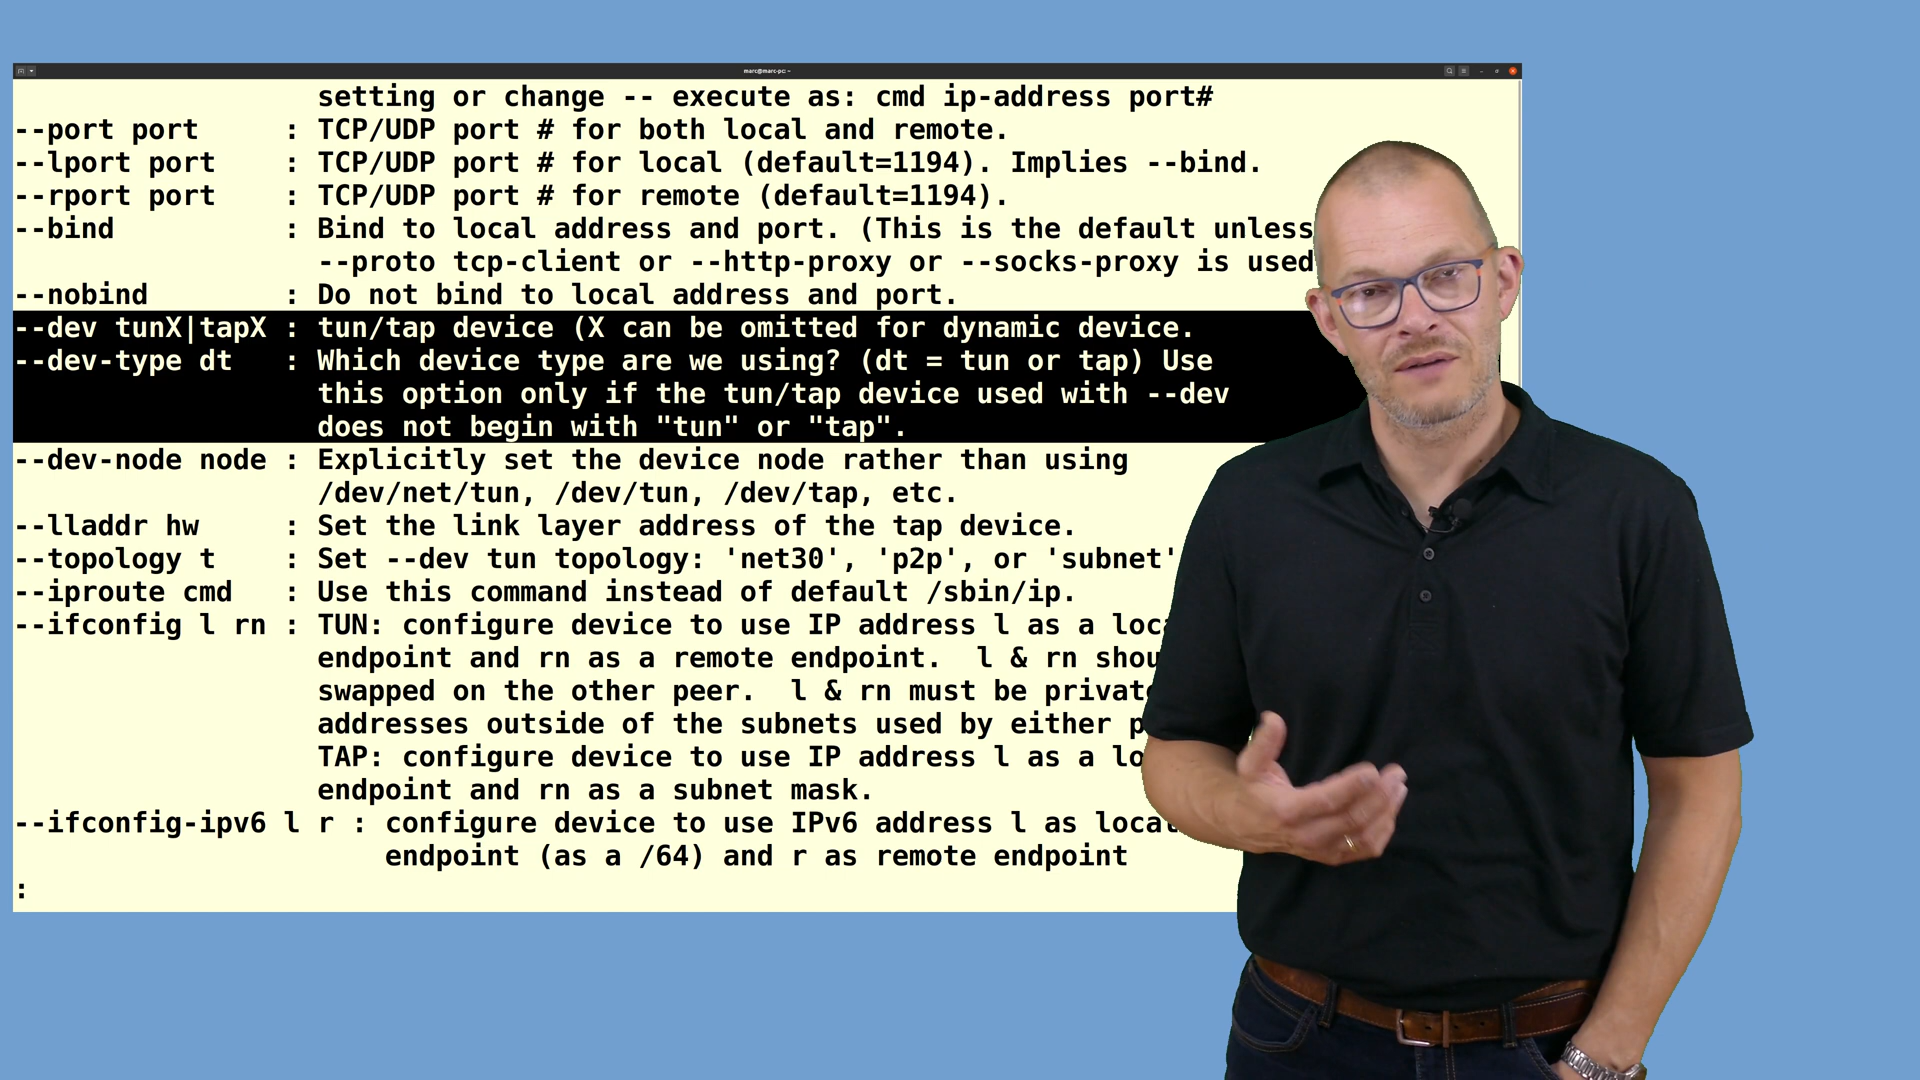 marc@marc-pc: ~
setting or change -- execute as: cmd ip-address port#
--port port     : TCP/UDP port # for both local and remote.
--lport port    : TCP/UDP port # for local (default=1194). Implies --bind.
--rport port    : TCP/UDP port # for remote (default=1194).
--bind          : Bind to local address and port. (This is the default unless
--proto tcp-client or --http-proxy or --socks-proxy is used
--nobind        : Do not bind to local address and port.
--dev tunX|tapX : tun/tap device (X can be omitted for dynamic device.
--dev-type dt   : Which device type are we using? (dt = tun or tap) Use
this option only if the tun/tap device used with --dev
does not begin with "tun" or "tap".
--dev-node node : Explicitly set the device node rather than using
/dev/net/tun, /dev/tun, /dev/tap, etc.
--lladdr hw     : Set the link layer address of the tap device.
--topology t    : Set --dev tun topology: 'net30', 'p2p', or 'subnet'
--iproute cmd   : Use this command instead of default /sbin/ip.
--ifconfig l rn : TUN: configure device to use IP address l as a
endpoint and rn as a remote endpoint.  l & rn
swapped on the other peer.  l & rn must be
addresses outside of the subnets used by either
TAP: configure device to use IP address l as a
endpoint and rn as a subnet mask.
--ifconfig-ipv6 l r : configure device to use IPv6 address l as
endpoint (as a /64) and r as remote endpoint
: